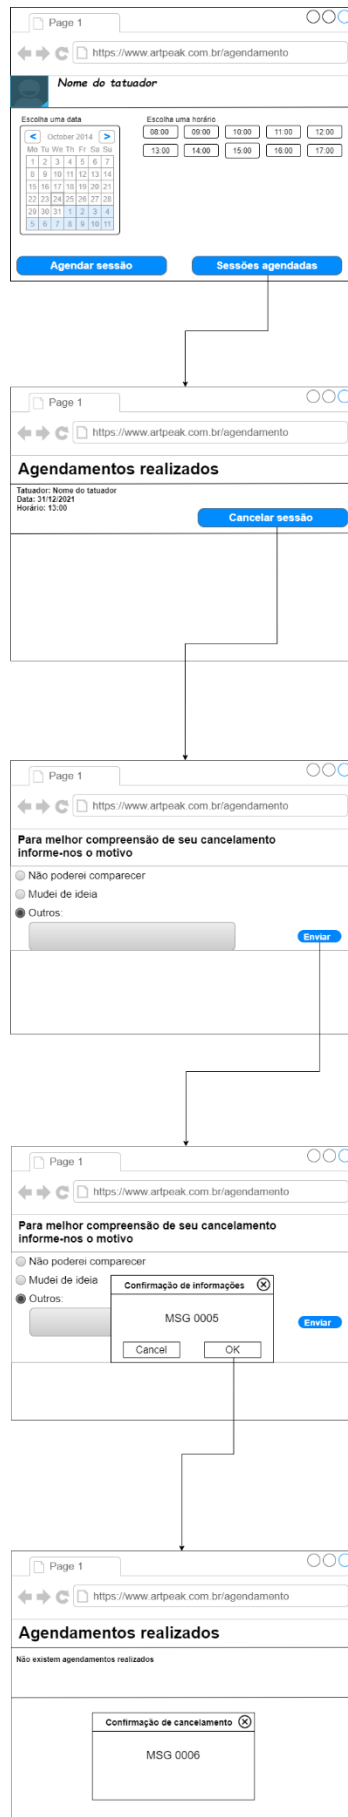 Page 1
https://www.artpeak.com.br/agendamento
Nome do tatuador
Escolha uma data
Escolha uma horário
< October 2014 >
Mo Tu We Th Fr Sa Su
1 2 3 4 5 6 7
8 9 10 11 12 13 14
15 16 17 18 19 20 21
22 23 24 25 26 27 28
29 30 31 1 2 3 4
5 6 7 8 9 10 11
08:00 09:00 10:00 11:00 12:00
13:00 14:00 15:00 16:00 17:00
Agendar sessão
Sessões agendadas
Page 1
https://www.artpeak.com.br/agendamento
Agendamentos realizados
Tatuador: Nome do tatuador
Data: 31/12/2021
Horário: 13:00
Cancelar sessão
Page 1
https://www.artpeak.com.br/agendamento
Para melhor compreensão de seu cancelamento
informe-nos o motivo
Não poderei comparecer
Mudei de ideia
Outros:
Enviar
Page 1
https://www.artpeak.com.br/agendamento
Para melhor compreensão de seu cancelamento
informe-nos o motivo
Não poderei comparecer
Mudei de ideia
Outros:
Confirmação de informações
MSG 0005
Cancel
OK
Enviar
Page 1
https://www.artpeak.com.br/agendamento
Agendamentos realizados
Não existem agendamentos realizados
Confirmação de cancelamento
MSG 0006